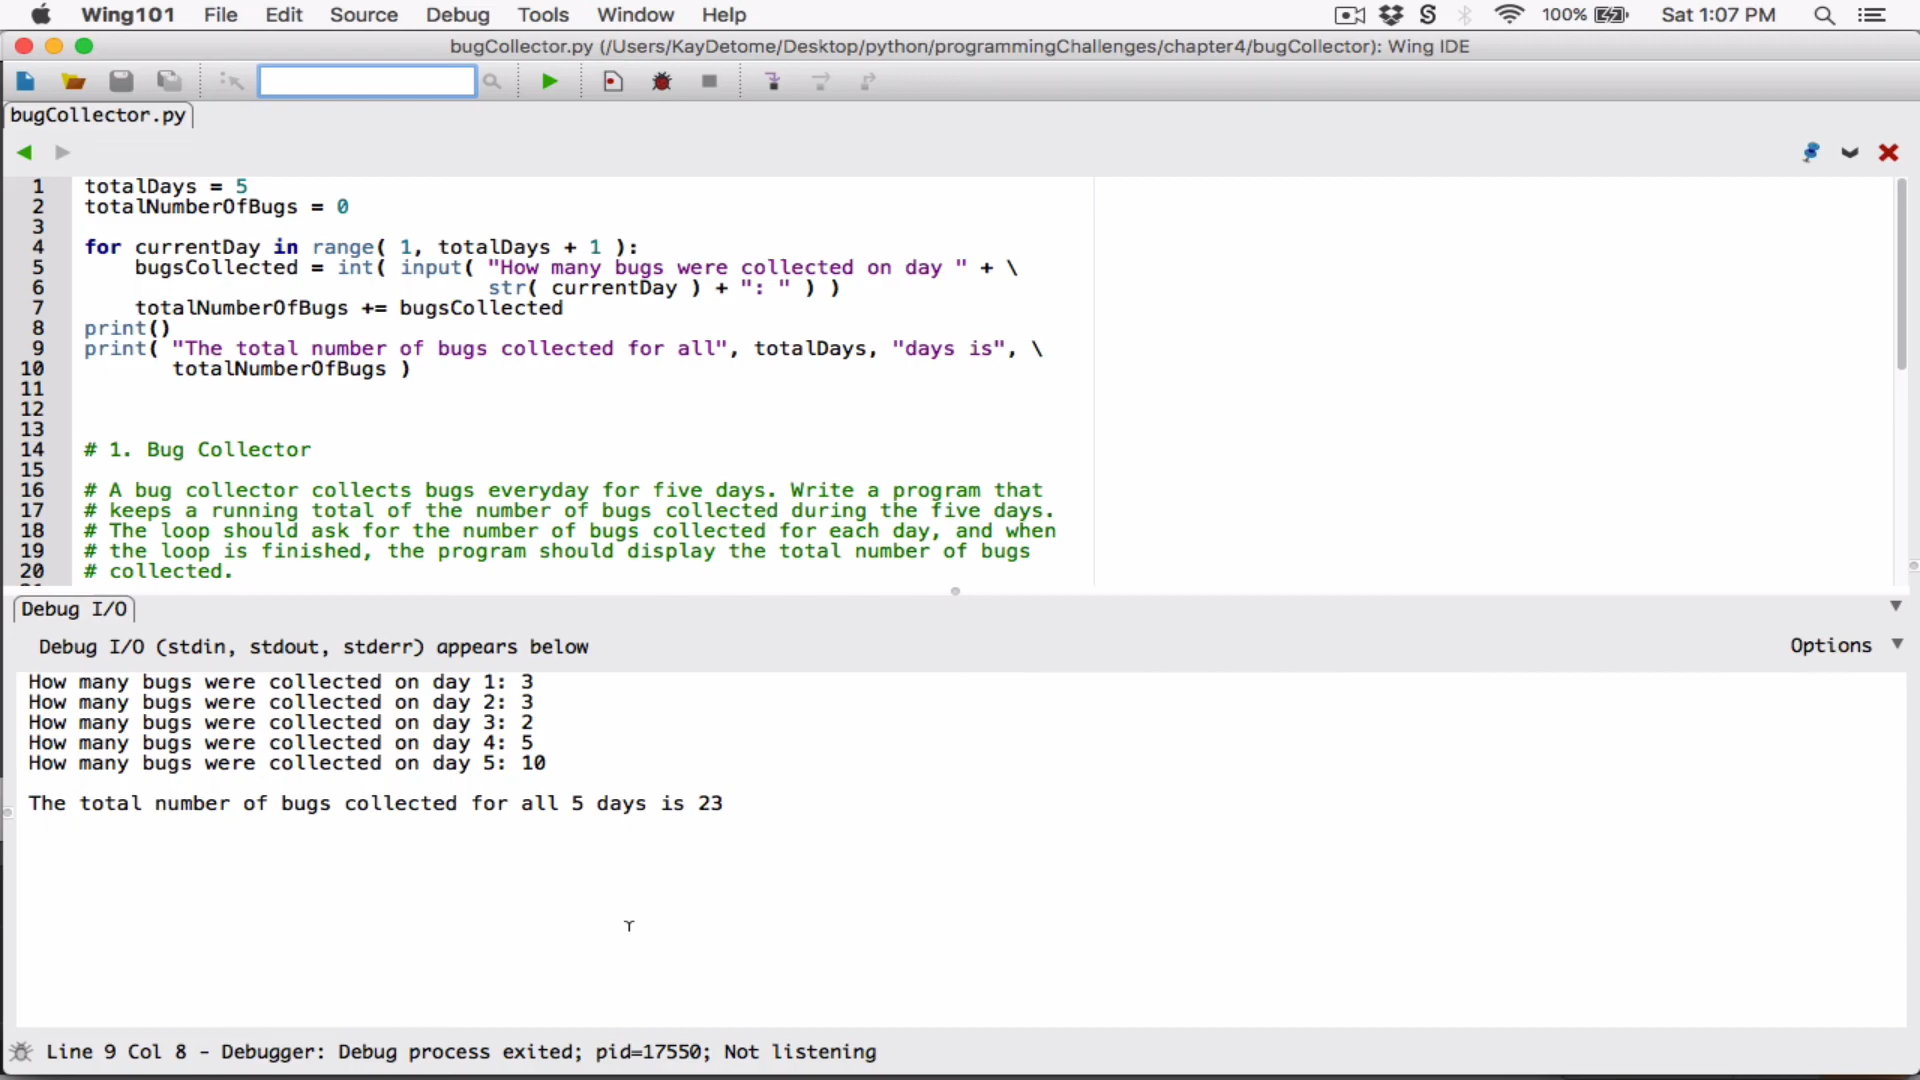 Wing101 File Edit Source Debug Tools Window Help 100% Sat 1:07 PM
bugCollector.py (/Users/KayDetome/Desktop/python/programmingChallenges/chapter4/bugCollector): Wing IDE
bugCollector.py
1 totalDays = 5
2 totalNumberOfBugs = 0
3
4 for currentDay in range( 1, totalDays + 1 ):
5     bugsCollected = int( input( "How many bugs were collected on day " + \
6                                 str( currentDay ) + ": " ) )
7     totalNumberOfBugs += bugsCollected
8 print()
9 print( "The total number of bugs collected for all", totalDays, "days is", \
10        totalNumberOfBugs )
11
12
13
14 # 1. Bug Collector
15
16 # A bug collector collects bugs everyday for five days. Write a program that
17 # keeps a running total of the number of bugs collected during the five days.
18 # The loop should ask for the number of bugs collected for each day, and when
19 # the loop is finished, the program should display the total number of bugs
20 # collected.
Debug I/O
Debug I/O (stdin, stdout, stderr) appears below Options
How many bugs were collected on day 1: 3
How many bugs were collected on day 2: 3
How many bugs were collected on day 3: 2
How many bugs were collected on day 4: 5
How many bugs were collected on day 5: 10
The total number of bugs collected for all 5 days is 23
Line 9 Col 8 - Debugger: Debug process exited; pid=17550; Not listening